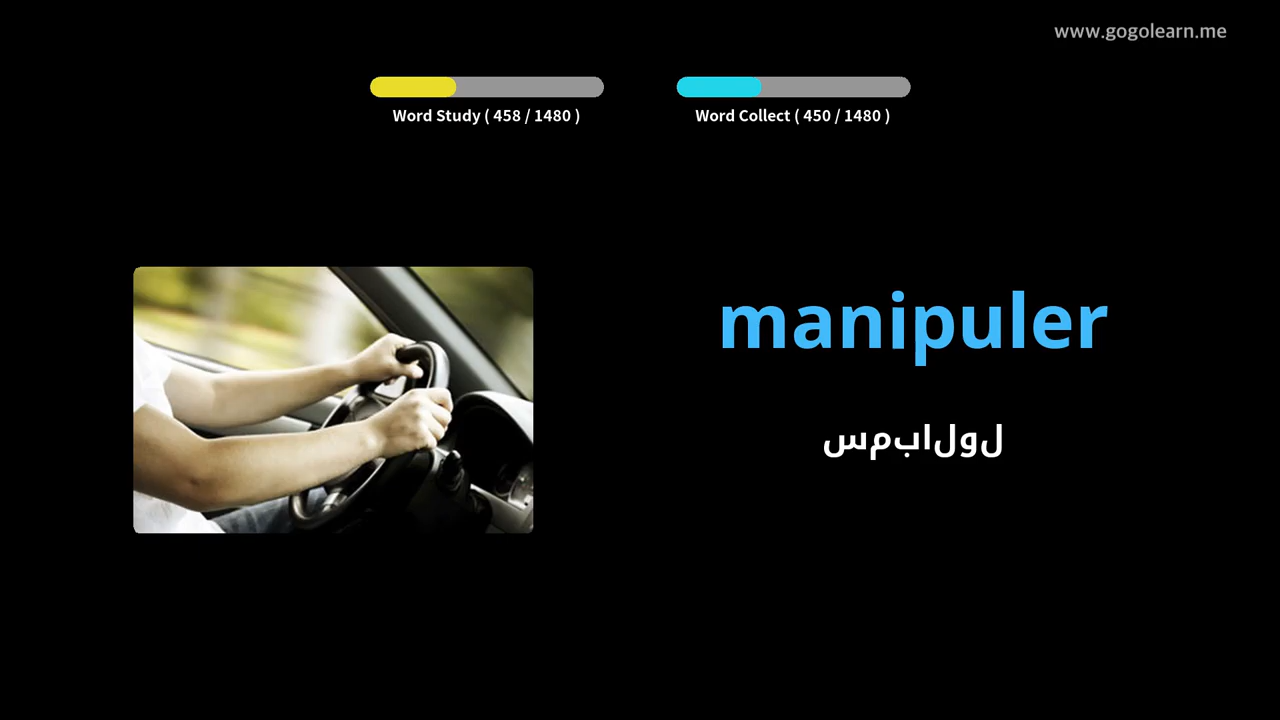 www.gogolearn.me
Word Study ( 458 / 1480 )
Word Collect ( 450 / 1480 )
manipuler
لولابمس